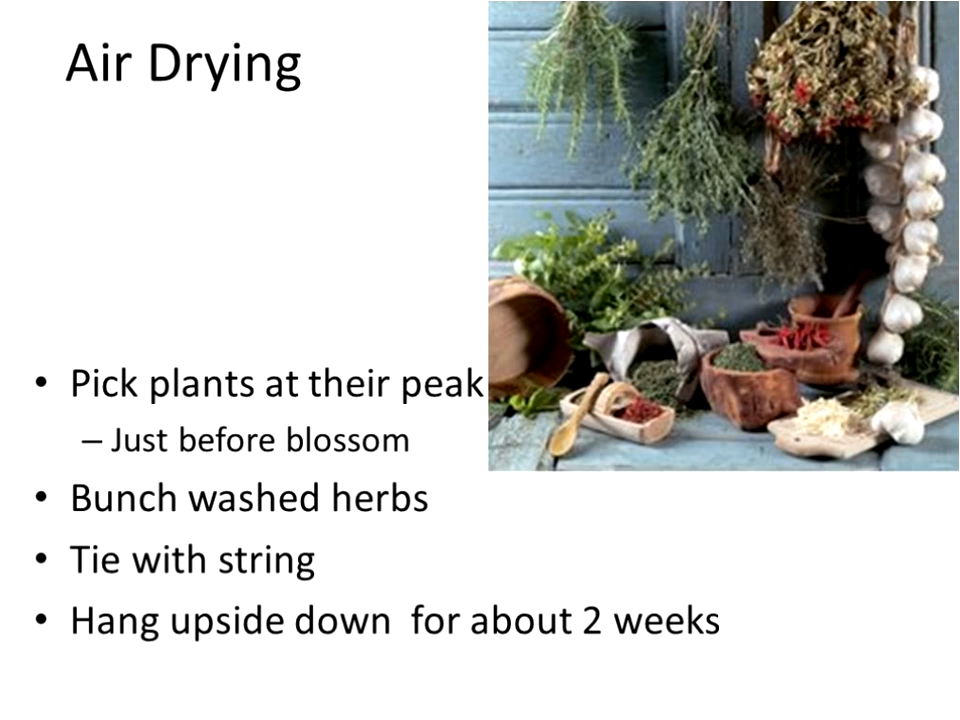 Air Drying
• Pick plants at their peak
– Just before blossom
• Bunch washed herbs
• Tie with string
• Hang upside down  for about 2 weeks